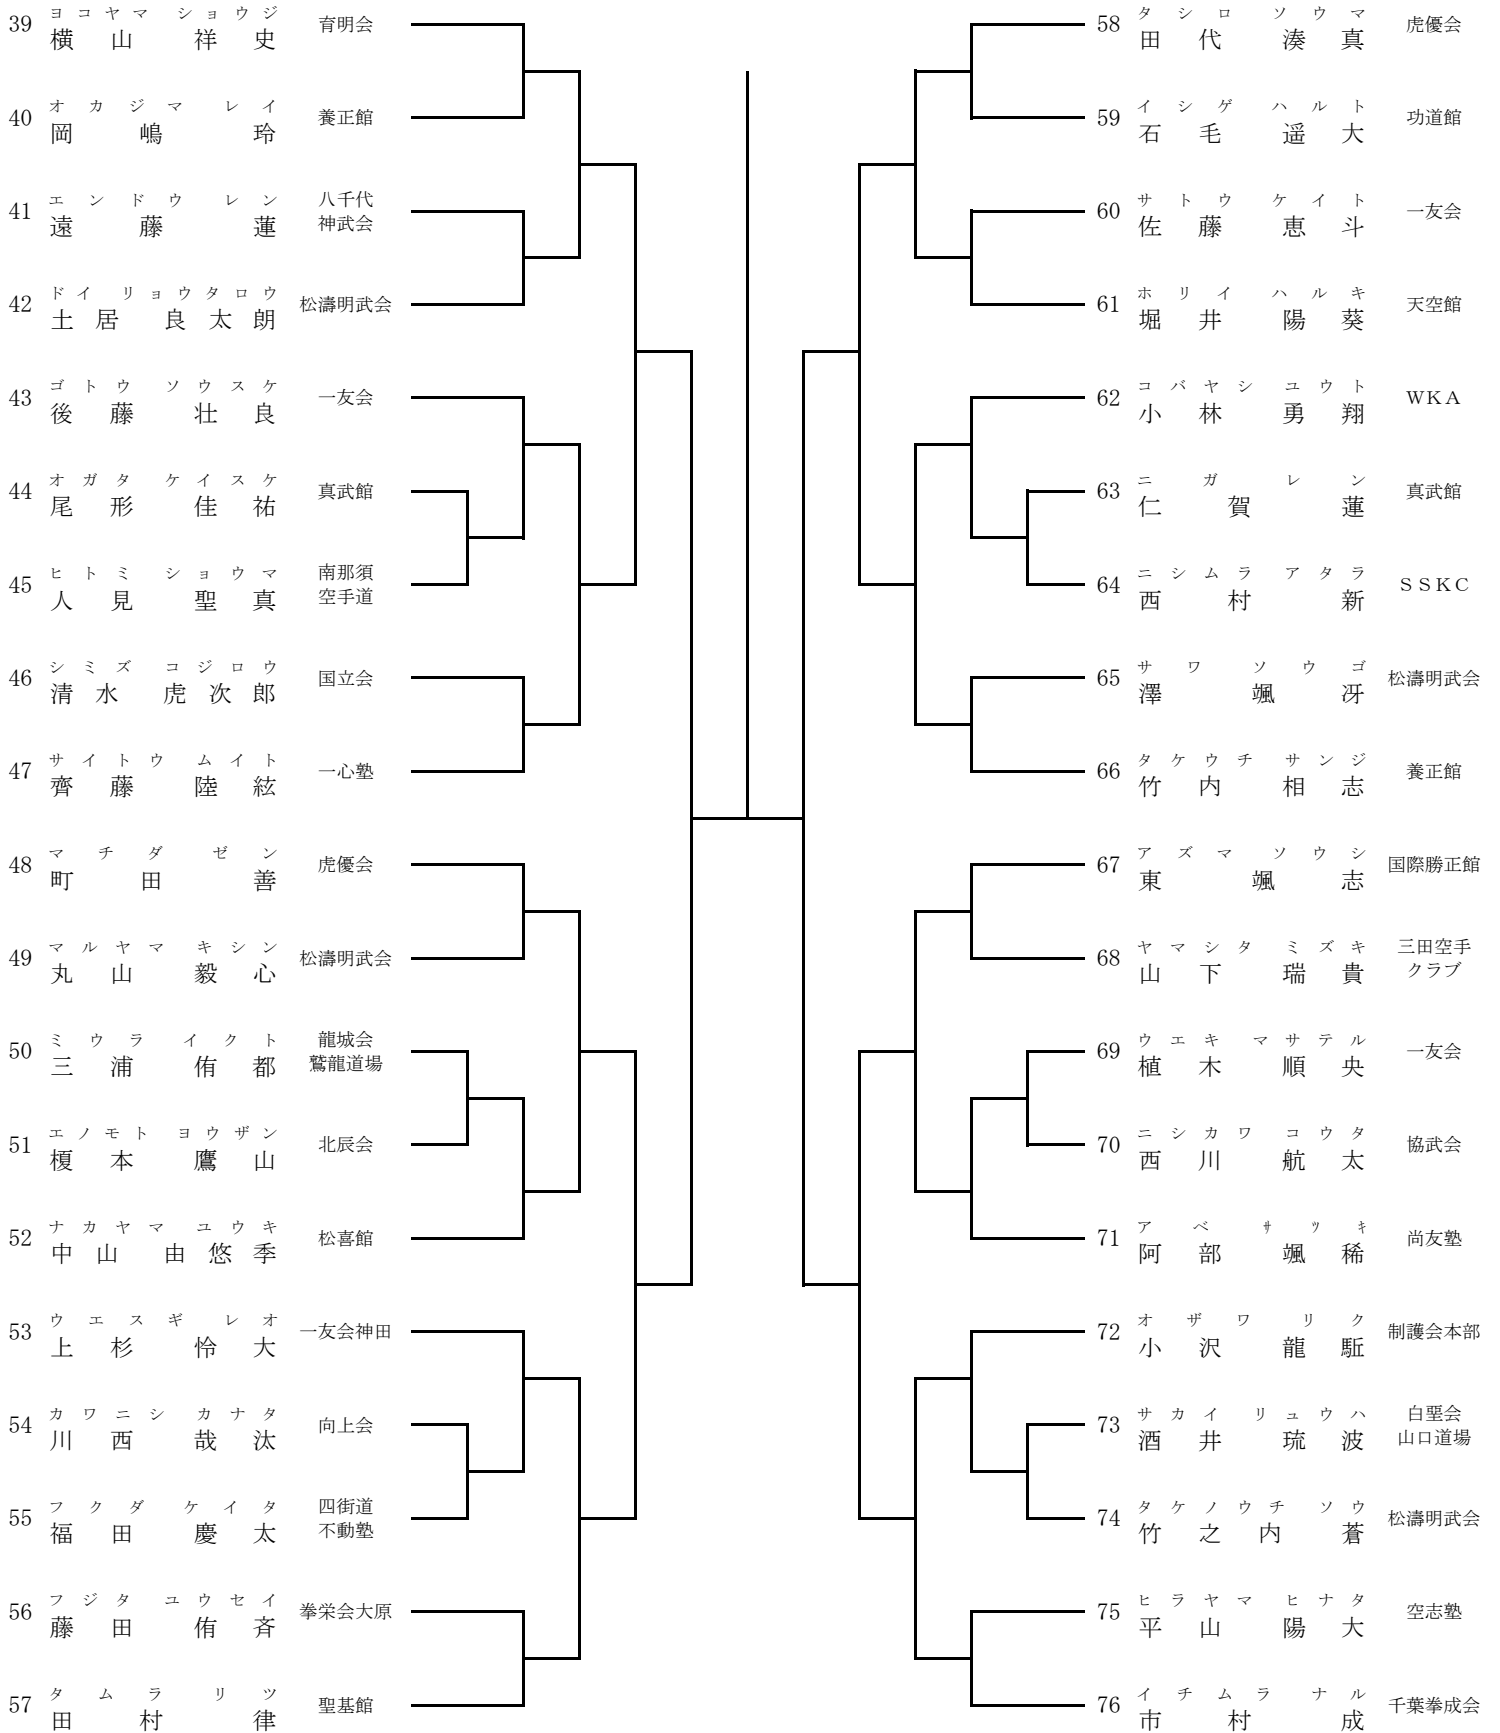 ヨコヤマ ショウジ
39 横山 祥史 育明会
オカジマ レイ
40 岡嶋 玲 養正館
エンドウ レン
41 遠藤 蓮 八千代
神武会
ドイ リョウタロウ
42 土居 良太朗 松濤明武会
ゴトウ ソウスケ
43 後藤 壮良 一友会
オガタ ケイスケ
44 尾形 佳祐 真武館
ヒトミ ショウマ
45 人見 聖真 南那須
空手道
シミズ コジロウ
46 清水 虎次郎 国立会
サイトウ ムイト
47 齊藤 陸絃 一心塾
マチダ ゼン
48 町田 善 虎優会
マルヤマ キシン
49 丸山 毅心 松濤明武会
ミウラ イクト
50 三浦 侑都 龍城会
鷲龍道場
エノモト ヨウザン
51 榎本 鷹山 北辰会
ナカヤマ ユウキ
52 中山 由悠季 松喜館
ウエスギ レオ
53 上杉 怜大 一友会神田
カワニシ カナタ
54 川西 哉汰 向上会
フクダ ケイタ
55 福田 慶太 四街道
不動塾
フジタ ユウセイ
56 藤田 侑斉 拳栄会大原
タムラ リツ
57 田村 律 聖基館
タシロ ソウマ
58 田代 湊真 虎優会
イシゲ ハルト
59 石毛 遥大 功道館
サトウ ケイト
60 佐藤 恵斗 一友会
ホリイ ハルキ
61 堀井 陽葵 天空館
コバヤシ ユウト
62 小林 勇翔 WKA
ニガ レン
63 仁賀 蓮 真武館
ニシムラ アタラ
64 西村 新 SSKC
サワ ソウゴ
65 澤 颯冴 松濤明武会
タケウチ サンジ
66 竹内 相志 養正館
アズマ ソウシ
67 東 颯志 国際勝正館
ヤマシタ ミズキ
68 山下 瑞貴 三田空手
クラブ
ウエキ マサテル
69 植木 順央 一友会
ニシカワ コウタ
70 西川 航太 協武会
アベ サツキ
71 阿部 颯稀 尚友塾
オザワ リク
72 小沢 龍駈 制護会本部
サカイ リュウハ
73 酒井 琉波 白堊会
山口道場
タケノウチ ソウ
74 竹之内 蒼 松濤明武会
ヒラヤマ ヒナタ
75 平山 陽大 空志塾
イチムラ ナル
76 市村 成 千葉拳成会